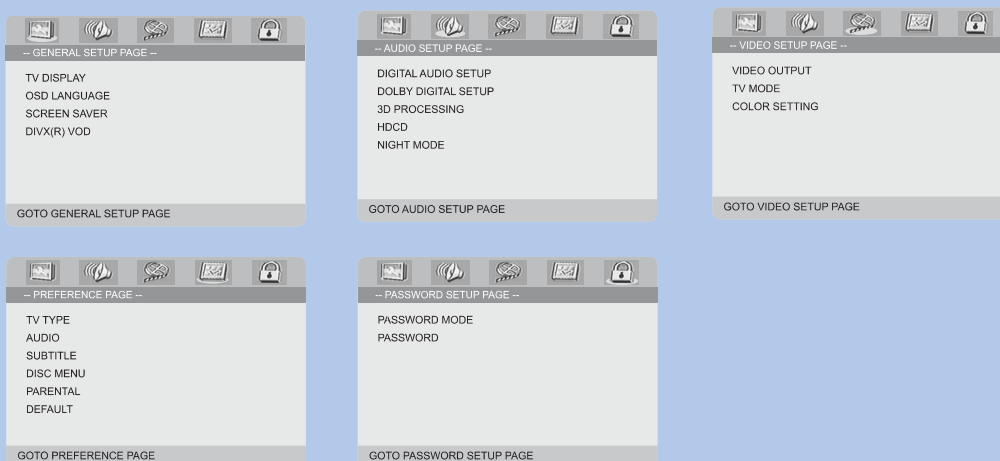 -- GENERAL SETUP PAGE --
TV DISPLAY
OSD LANGUAGE
SCREEN SAVER
DIVX(R) VOD
GOTO GENERAL SETUP PAGE
-- AUDIO SETUP PAGE --
DIGITAL AUDIO SETUP
DOLBY DIGITAL SETUP
3D PROCESSING
HDCD
NIGHT MODE
GOTO AUDIO SETUP PAGE
-- VIDEO SETUP PAGE --
VIDEO OUTPUT
TV MODE
COLOR SETTING
GOTO VIDEO SETUP PAGE
-- PREFERENCE PAGE --
TV TYPE
AUDIO
SUBTITLE
DISC MENU
PARENTAL
DEFAULT
GOTO PREFERENCE PAGE
-- PASSWORD SETUP PAGE --
PASSWORD MODE
PASSWORD
GOTO PASSWORD SETUP PAGE